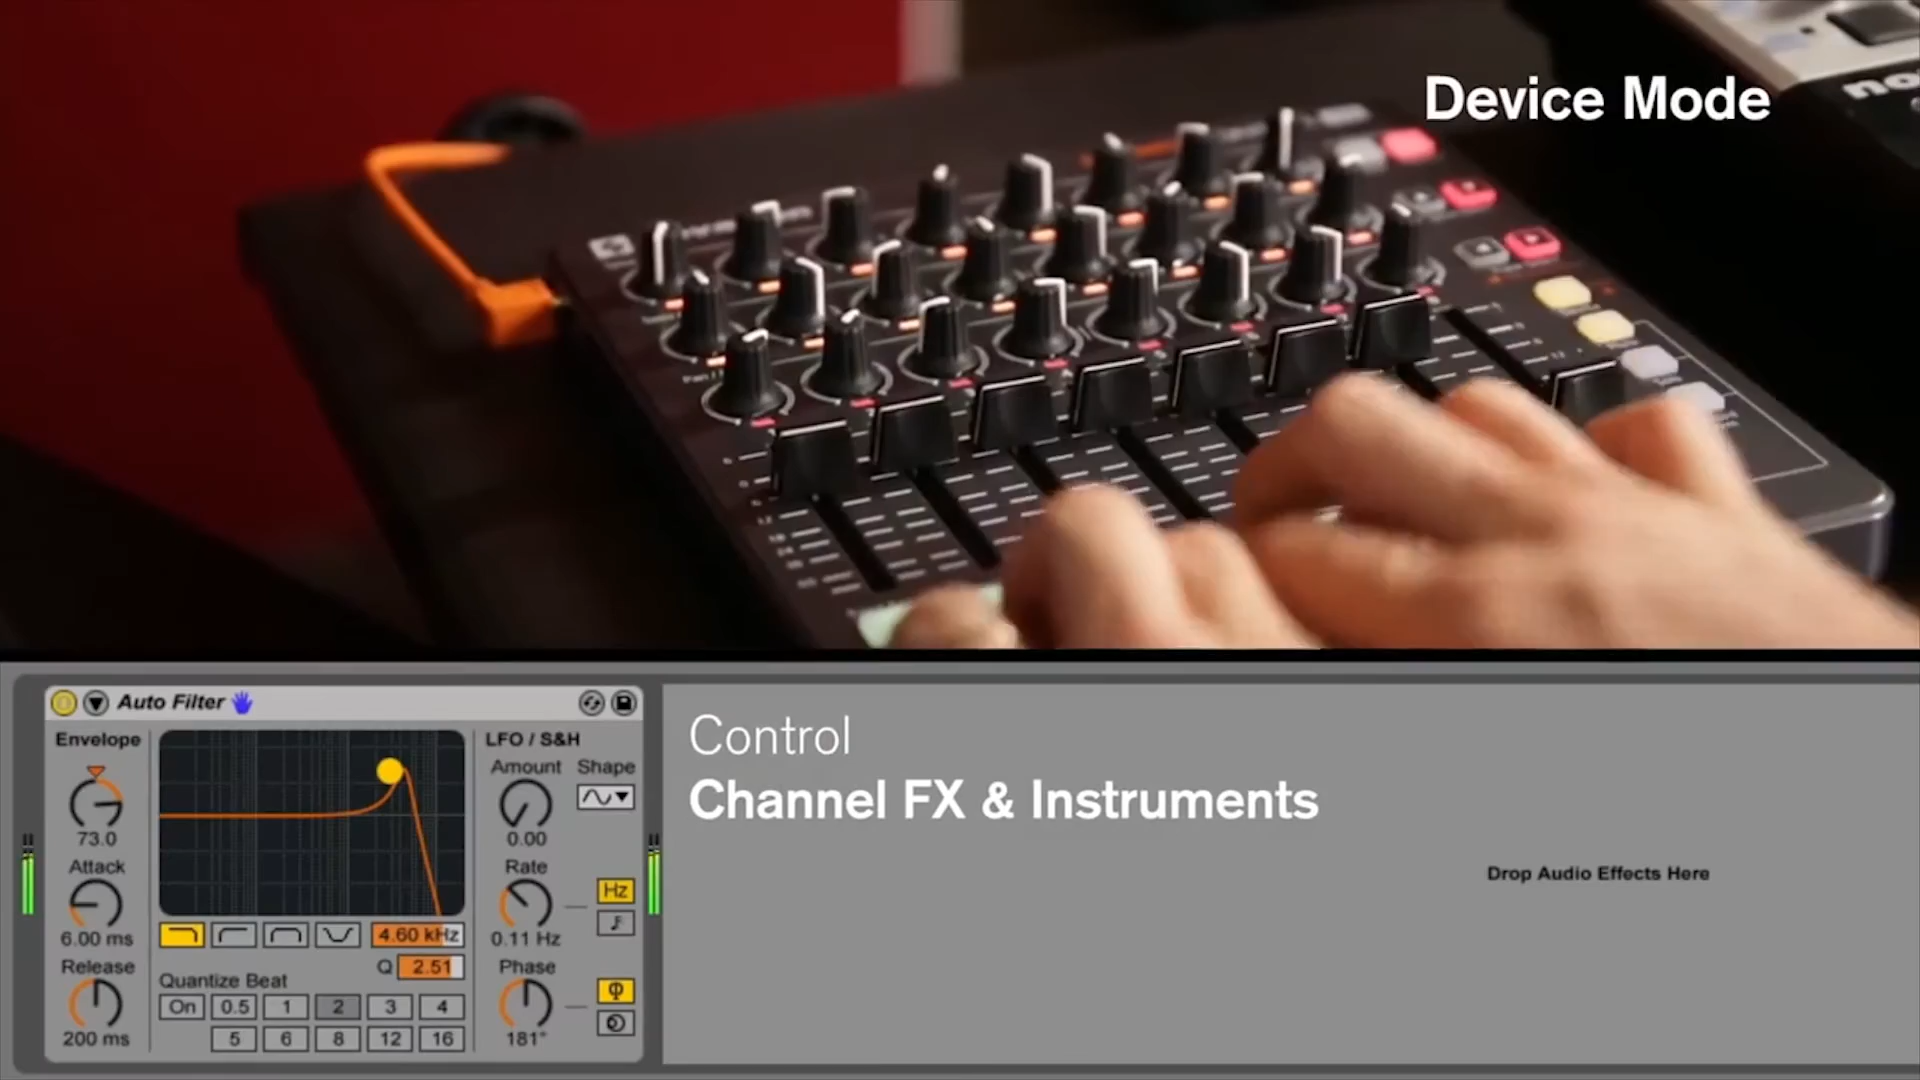 Device Mode
Auto Filter
Envelope
73.0
Attack
6.00 ms
Release
200 ms
4.60 kHz
Q 2.51
Quantize Beat
On 0.5 1 2 3 4
5 6 8 12 16
LFO / S&H
Amount Shape
0.00
Rate
Hz
0.11 Hz
Phase
181°
Control
Channel FX & Instruments
Drop Audio Effects Here